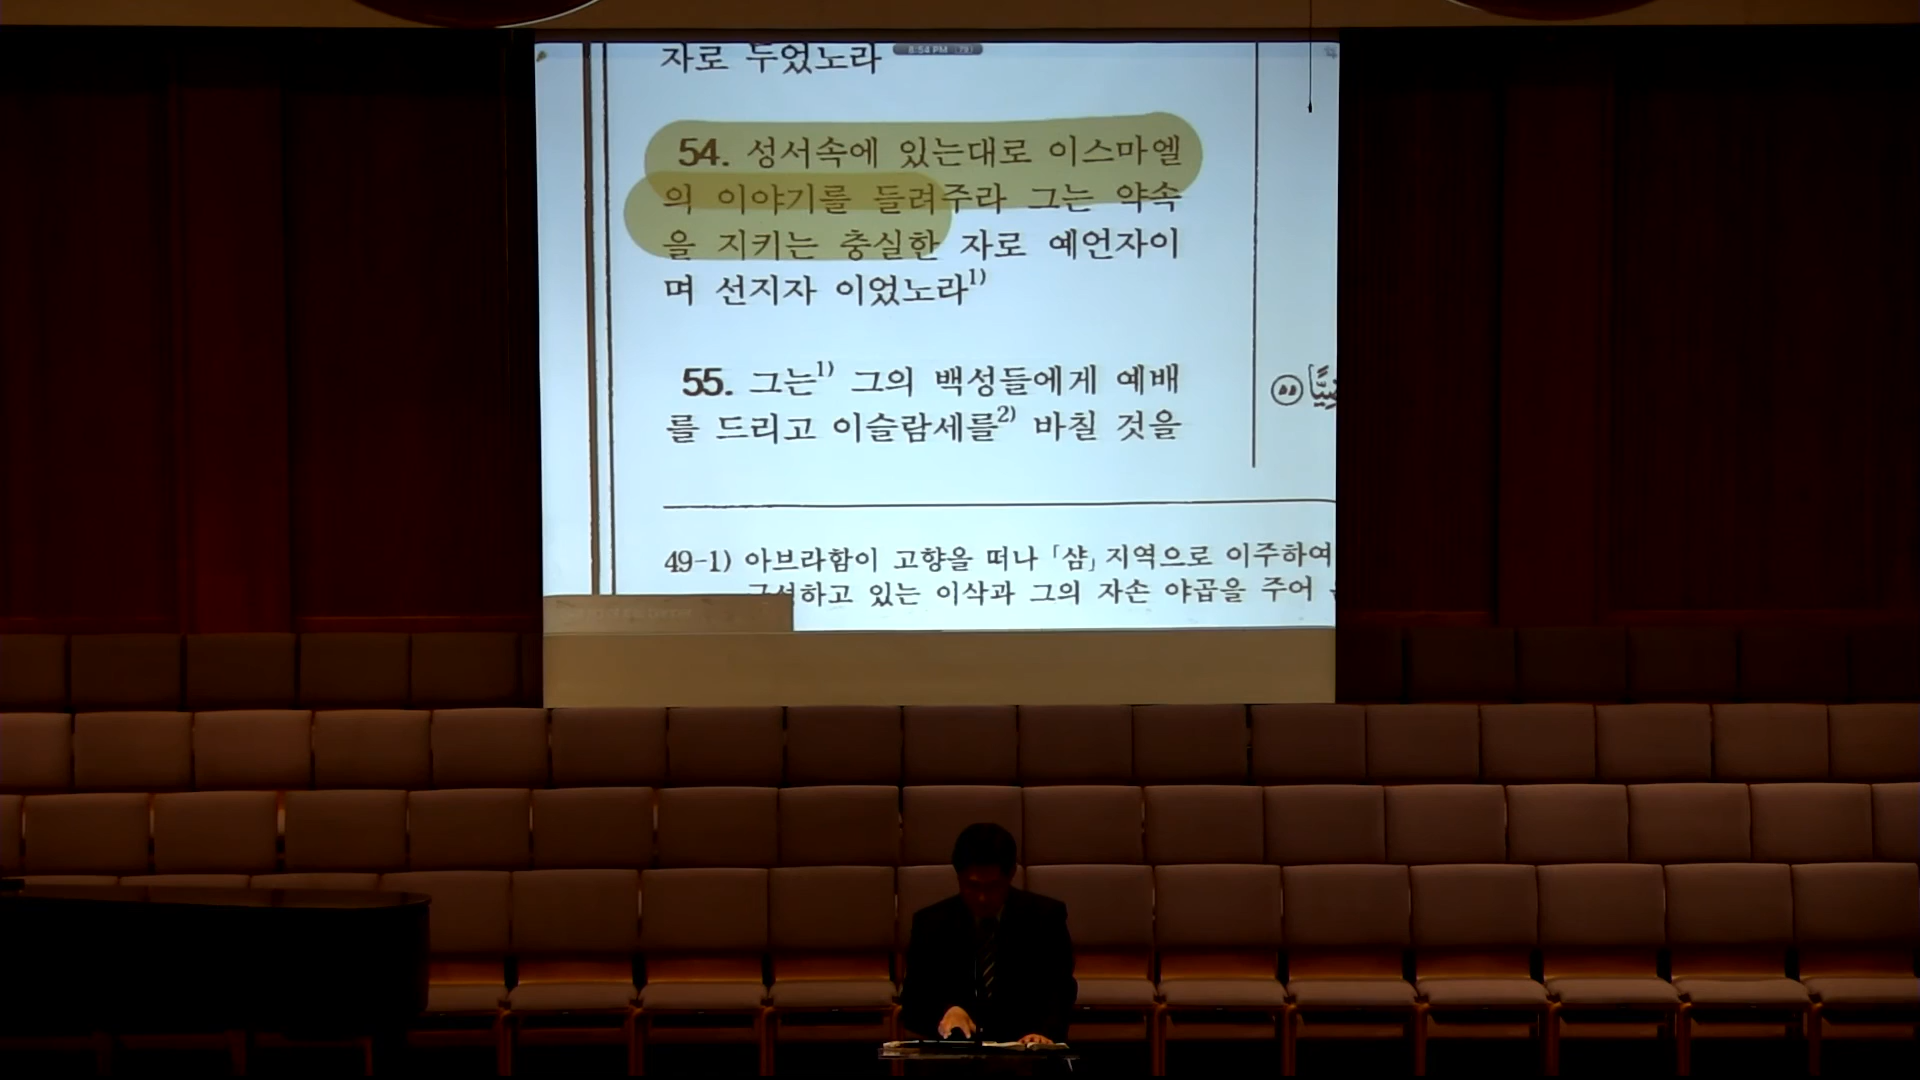 8:54 PM
자로 두었노라
54. 성서속에 있는대로 이스마엘
의 이야기를 들려주라 그는 약속
을 지키는 충실한 자로 예언자이
며 선지자 이었노라1)
55. 그는1) 그의 백성들에게 예배
를 드리고 이슬람세를2) 바칠 것을
49-1) 아브라함이 고향을 떠나 「샴」 지역으로 이주하여
하고 있는 이삭과 그의 자손 야곱을 주어